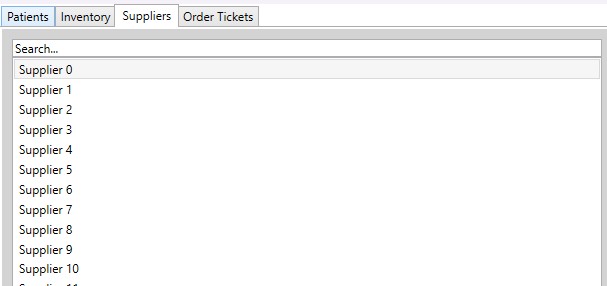 Patients Inventory Suppliers Order Tickets
Search...
Supplier 0
Supplier 1
Supplier 2
Supplier 3
Supplier 4
Supplier 5
Supplier 6
Supplier 7
Supplier 8
Supplier 9
Supplier 10